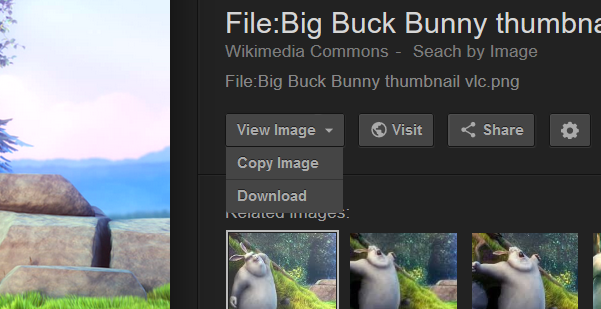 File:Big Buck Bunny thumbna
Wikimedia Commons - Seach by Image
File:Big Buck Bunny thumbnail vlc.png
View Image Visit Share
Copy Image
Download
Related Images: